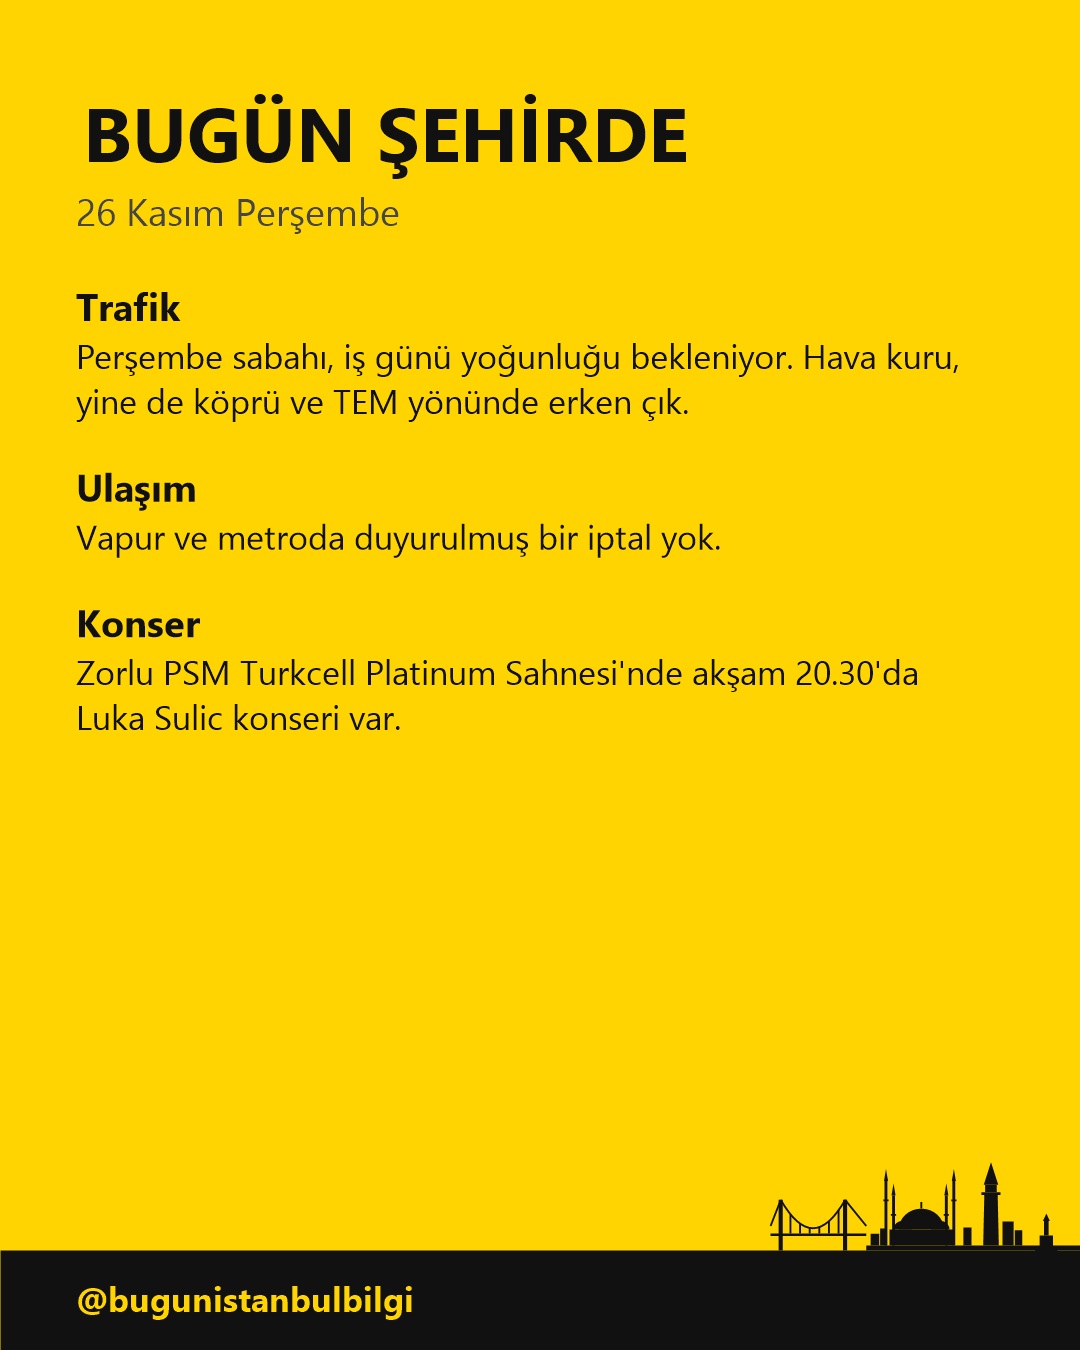 BUGÜN ŞEHİRDE
26 Kasım Perşembe
Trafik
Perşembe sabahı, iş günü yoğunluğu bekleniyor. Hava kuru,
yine de köprü ve TEM yönünde erken çık.
Ulaşım
Vapur ve metroda duyurulmuş bir iptal yok.
Konser
Zorlu PSM Turkcell Platinum Sahnesi'nde akşam 20.30'da
Luka Sulic konseri var.
@bugunistanbulbilgi